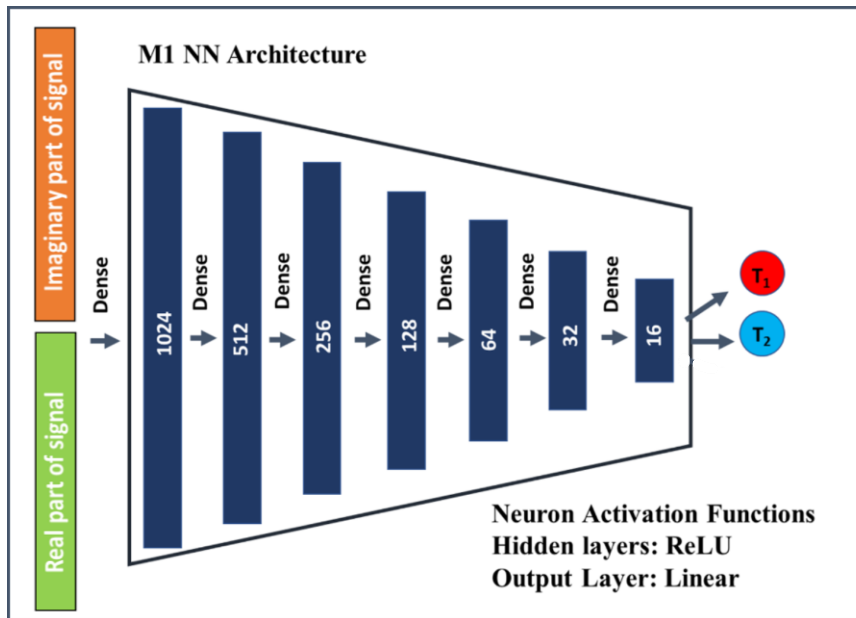 M1 NN Architecture
Imaginary part of signal
Real part of signal
Dense
1024
Dense
512
Dense
256
Dense
128
Dense
64
Dense
32
Dense
16
T₁
T₂
Neuron Activation Functions
Hidden layers: ReLU
Output Layer: Linear